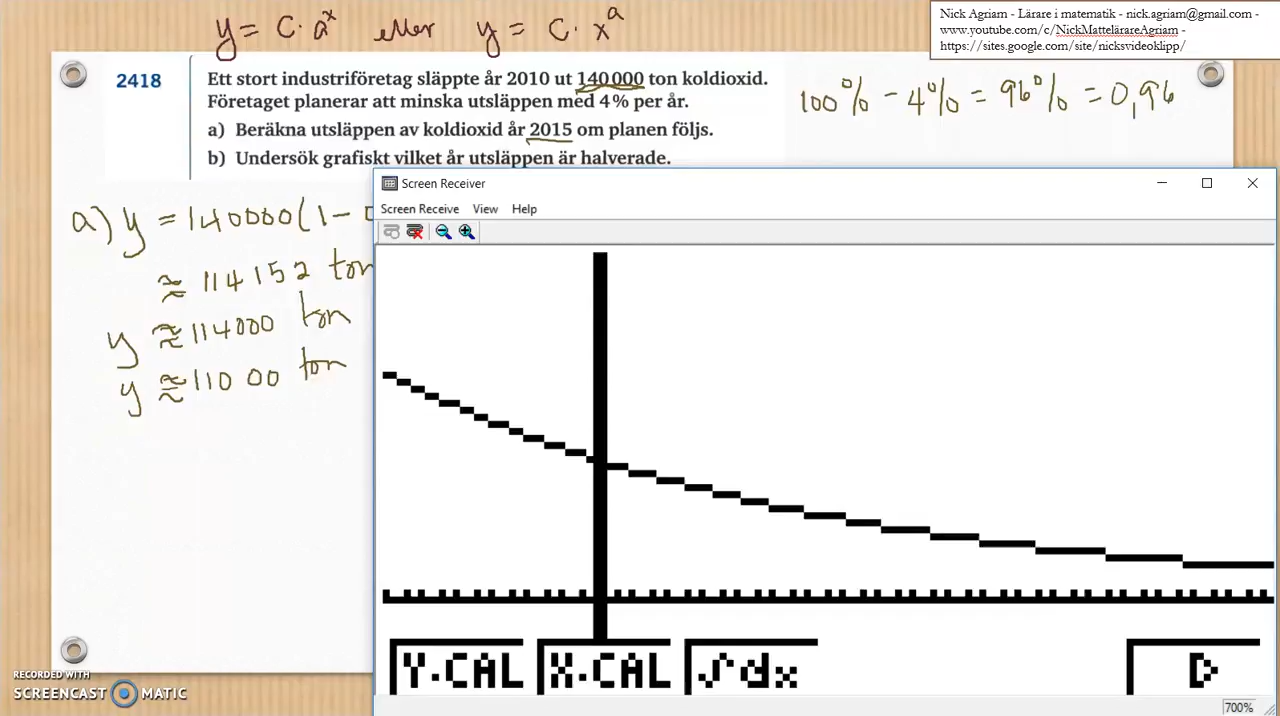 y = C · a^x eller y = C · x^a
Nick Agriam - Lärare i matematik - nick.agriam@gmail.com -
www.youtube.com/c/NickMattelärareAgriam -
https://sites.google.com/site/nicksvideoklipp/
2418
Ett stort industriföretag släppte år 2010 ut 140 000 ton koldioxid.
Företaget planerar att minska utsläppen med 4 % per år.
a) Beräkna utsläppen av koldioxid år 2015 om planen följs.
b) Undersök grafiskt vilket år utsläppen är halverade.
100% - 4% = 96% = 0,96
a) y = 140000(1-
≈ 114152 ton
y ≈ 114000 ton
y ≈ 110 00 ton
Screen Receiver
Screen Receive View Help
Y·CAL X·CAL ∫dx
700%
RECORDED WITH
SCREENCAST MATIC